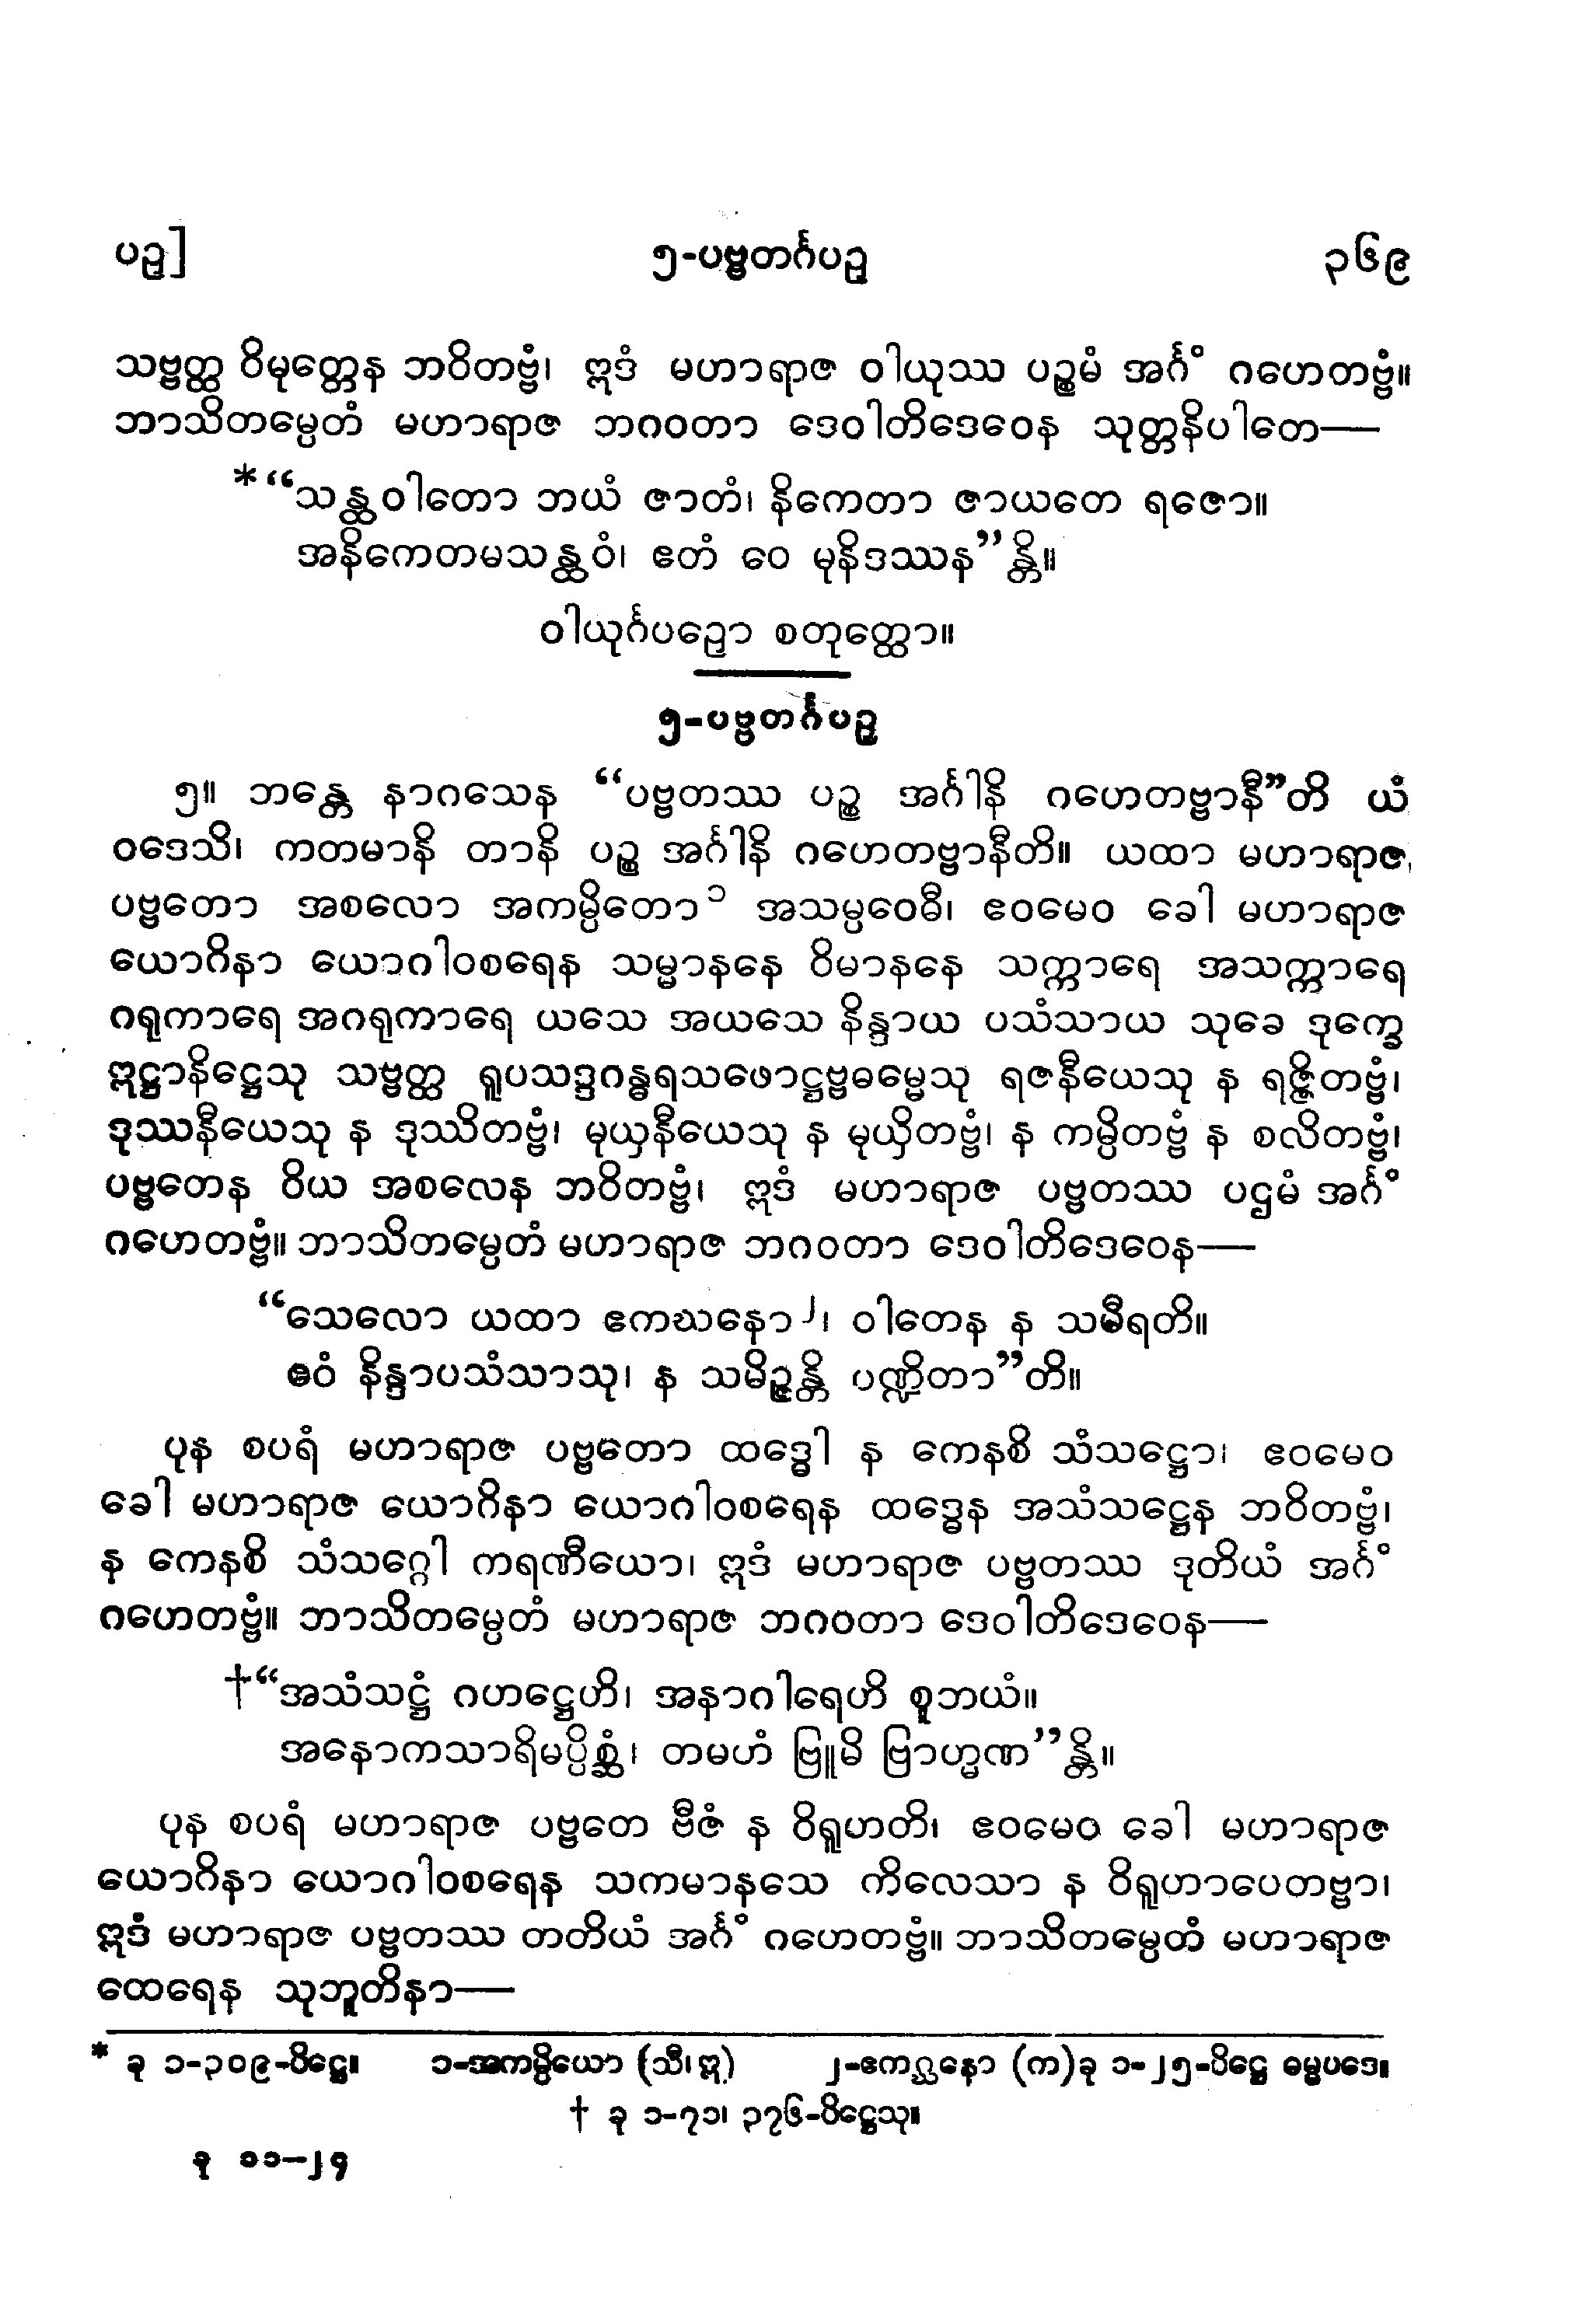 ပဉှ]
၅-ပဗ္ဗတင်္ဂပဉှ
၃၆၉
သဗ္ဗတ္ထ ဝိမုတ္တေန ဘဝိတဗ္ဗံ၊ ဣဒံ မဟာရာဇ ဝါယုဿ ပဉ္စမံ အင်္ဂံ ဂဟေတဗ္ဗံ။
ဘာသိတမ္ပေတံ မဟာရာဇ ဘဂဝတာ ဒေဝါတိဒေဝေန သုတ္တနိပါတေ—
*“သန္ထဝါတော ဘယံ ဇာတံ၊ နိကေတာ ဇာယတေ ရဇော။
အနိကေတမသန္ထဝံ၊ ဧတံ ဝေ မုနိဒဿန”န္တိ။
ဝါယုင်္ဂပဉှော စတုတ္ထော။
၅-ပဗ္ဗတင်္ဂပဉှ
၅။ ဘန္တေ နာဂသေန “ပဗ္ဗတဿ ပဉ္စ အင်္ဂါနိ ဂဟေတဗ္ဗာနီ”တိ ယံ
ဝဒေသိ၊ ကတမာနိ တာနိ ပဉ္စ အင်္ဂါနိ ဂဟေတဗ္ဗာနီတိ။ ယထာ မဟာရာဇ
ပဗ္ဗတော အစလော အကမ္ပိတော၁ အသမ္ပဝေဓီ၊ ဧဝမေဝ ခေါ မဟာရာဇ
ယောဂိနာ ယောဂါဝစရေန သမ္မာနနေ ဝိမာနနေ သက္ကာရေ အသက္ကာရေ
ဂရုကာရေ အဂရုကာရေ ယသေ အယသေ နိန္ဒာယ ပသံသာယ သုခေ ဒုက္ခေ
ဣဋ္ဌာနိဋ္ဌေသု သဗ္ဗတ္ထ ရူပသဒ္ဒဂန္ဓရသဖောဋ္ဌဗ္ဗဓမ္မေသု ရဇနီယေသု န ရဇ္ဇိတဗ္ဗံ၊
ဒုဿနီယေသု န ဒုဿိတဗ္ဗံ၊ မုယှနီယေသု န မုယှိတဗ္ဗံ၊ န ကမ္ပိတဗ္ဗံ န စလိတဗ္ဗံ၊
ပဗ္ဗတေန ဝိယ အစလေန ဘဝိတဗ္ဗံ၊ ဣဒံ မဟာရာဇ ပဗ္ဗတဿ ပဌမံ အင်္ဂံ
ဂဟေတဗ္ဗံ။ ဘာသိတမ္ပေတံ မဟာရာဇ ဘဂဝတာ ဒေဝါတိဒေဝေန—
“သေလော ယထာ ဧကဃနော၂၊ ဝါတေန န သမီရတိ။
ဧဝံ နိန္ဒာပသံသာသု၊ န သမိဉ္ဇန္တိ ပဏ္ဍိတာ”တိ။
ပုန စပရံ မဟာရာဇ ပဗ္ဗတော ထဒ္ဓေါ န ကေနစိ သံသဋ္ဌော၊ ဧဝမေဝ
ခေါ မဟာရာဇ ယောဂိနာ ယောဂါဝစရေန ထဒ္ဓေန အသံသဋ္ဌေန ဘဝိတဗ္ဗံ၊
န ကေနစိ သံသဂ္ဂေါ ကရဏီယော၊ ဣဒံ မဟာရာဇ ပဗ္ဗတဿ ဒုတိယံ အင်္ဂံ
ဂဟေတဗ္ဗံ။ ဘာသိတမ္ပေတံ မဟာရာဇ ဘဂဝတာ ဒေဝါတိဒေဝေန—
†“အသံသဋ္ဌံ ဂဟဋ္ဌေဟိ၊ အနာဂါရေဟိ စူဘယံ။
အနောကသာရိမပ္ပိစ္ဆံ၊ တမဟံ ဗြူမိ ဗြာဟ္မဏ”န္တိ။
ပုန စပရံ မဟာရာဇ ပဗ္ဗတေ ဗီဇံ န ဝိရူဟတိ၊ ဧဝမေဝ ခေါ မဟာရာဇ
ယောဂိနာ ယောဂါဝစရေန သကမာနသေ ကိလေသာ န ဝိရူဟာပေတဗ္ဗာ၊
ဣဒံ မဟာရာဇ ပဗ္ဗတဿ တတိယံ အင်္ဂံ ဂဟေတဗ္ဗံ။ ဘာသိတမ္ပေတံ မဟာရာဇ
ထေရေန သုဘူတိနာ—
* ခု ၁-၃၀၉-ပိဋ္ဌေ။ ၁-အကမ္ပိယော (သီ၊ဣ) ၂-ဧကဂ္ဃနော (က)ခု ၁-၂၅-ပိဋ္ဌေ ဓမ္မပဒေ။
† ခု ၁-၇၁၊ ၃၇၆-ပိဋ္ဌေသု။
ခု ၁၁—၂၄